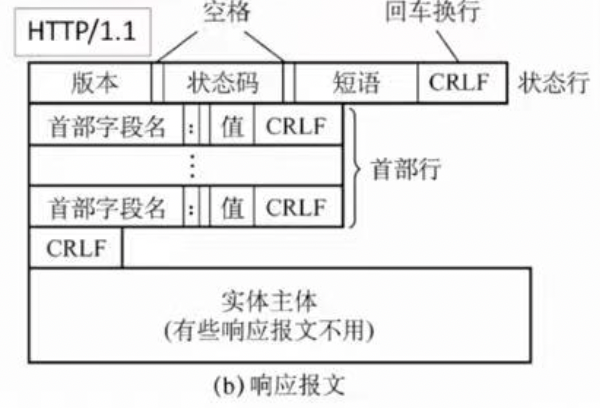 HTTP/1.1
空格
回车换行
版本 状态码 短语 CRLF 状态行
首部字段名 : 值 CRLF
⋮ 首部行
首部字段名 : 值 CRLF
CRLF
实体主体
(有些响应报文不用)
(b) 响应报文